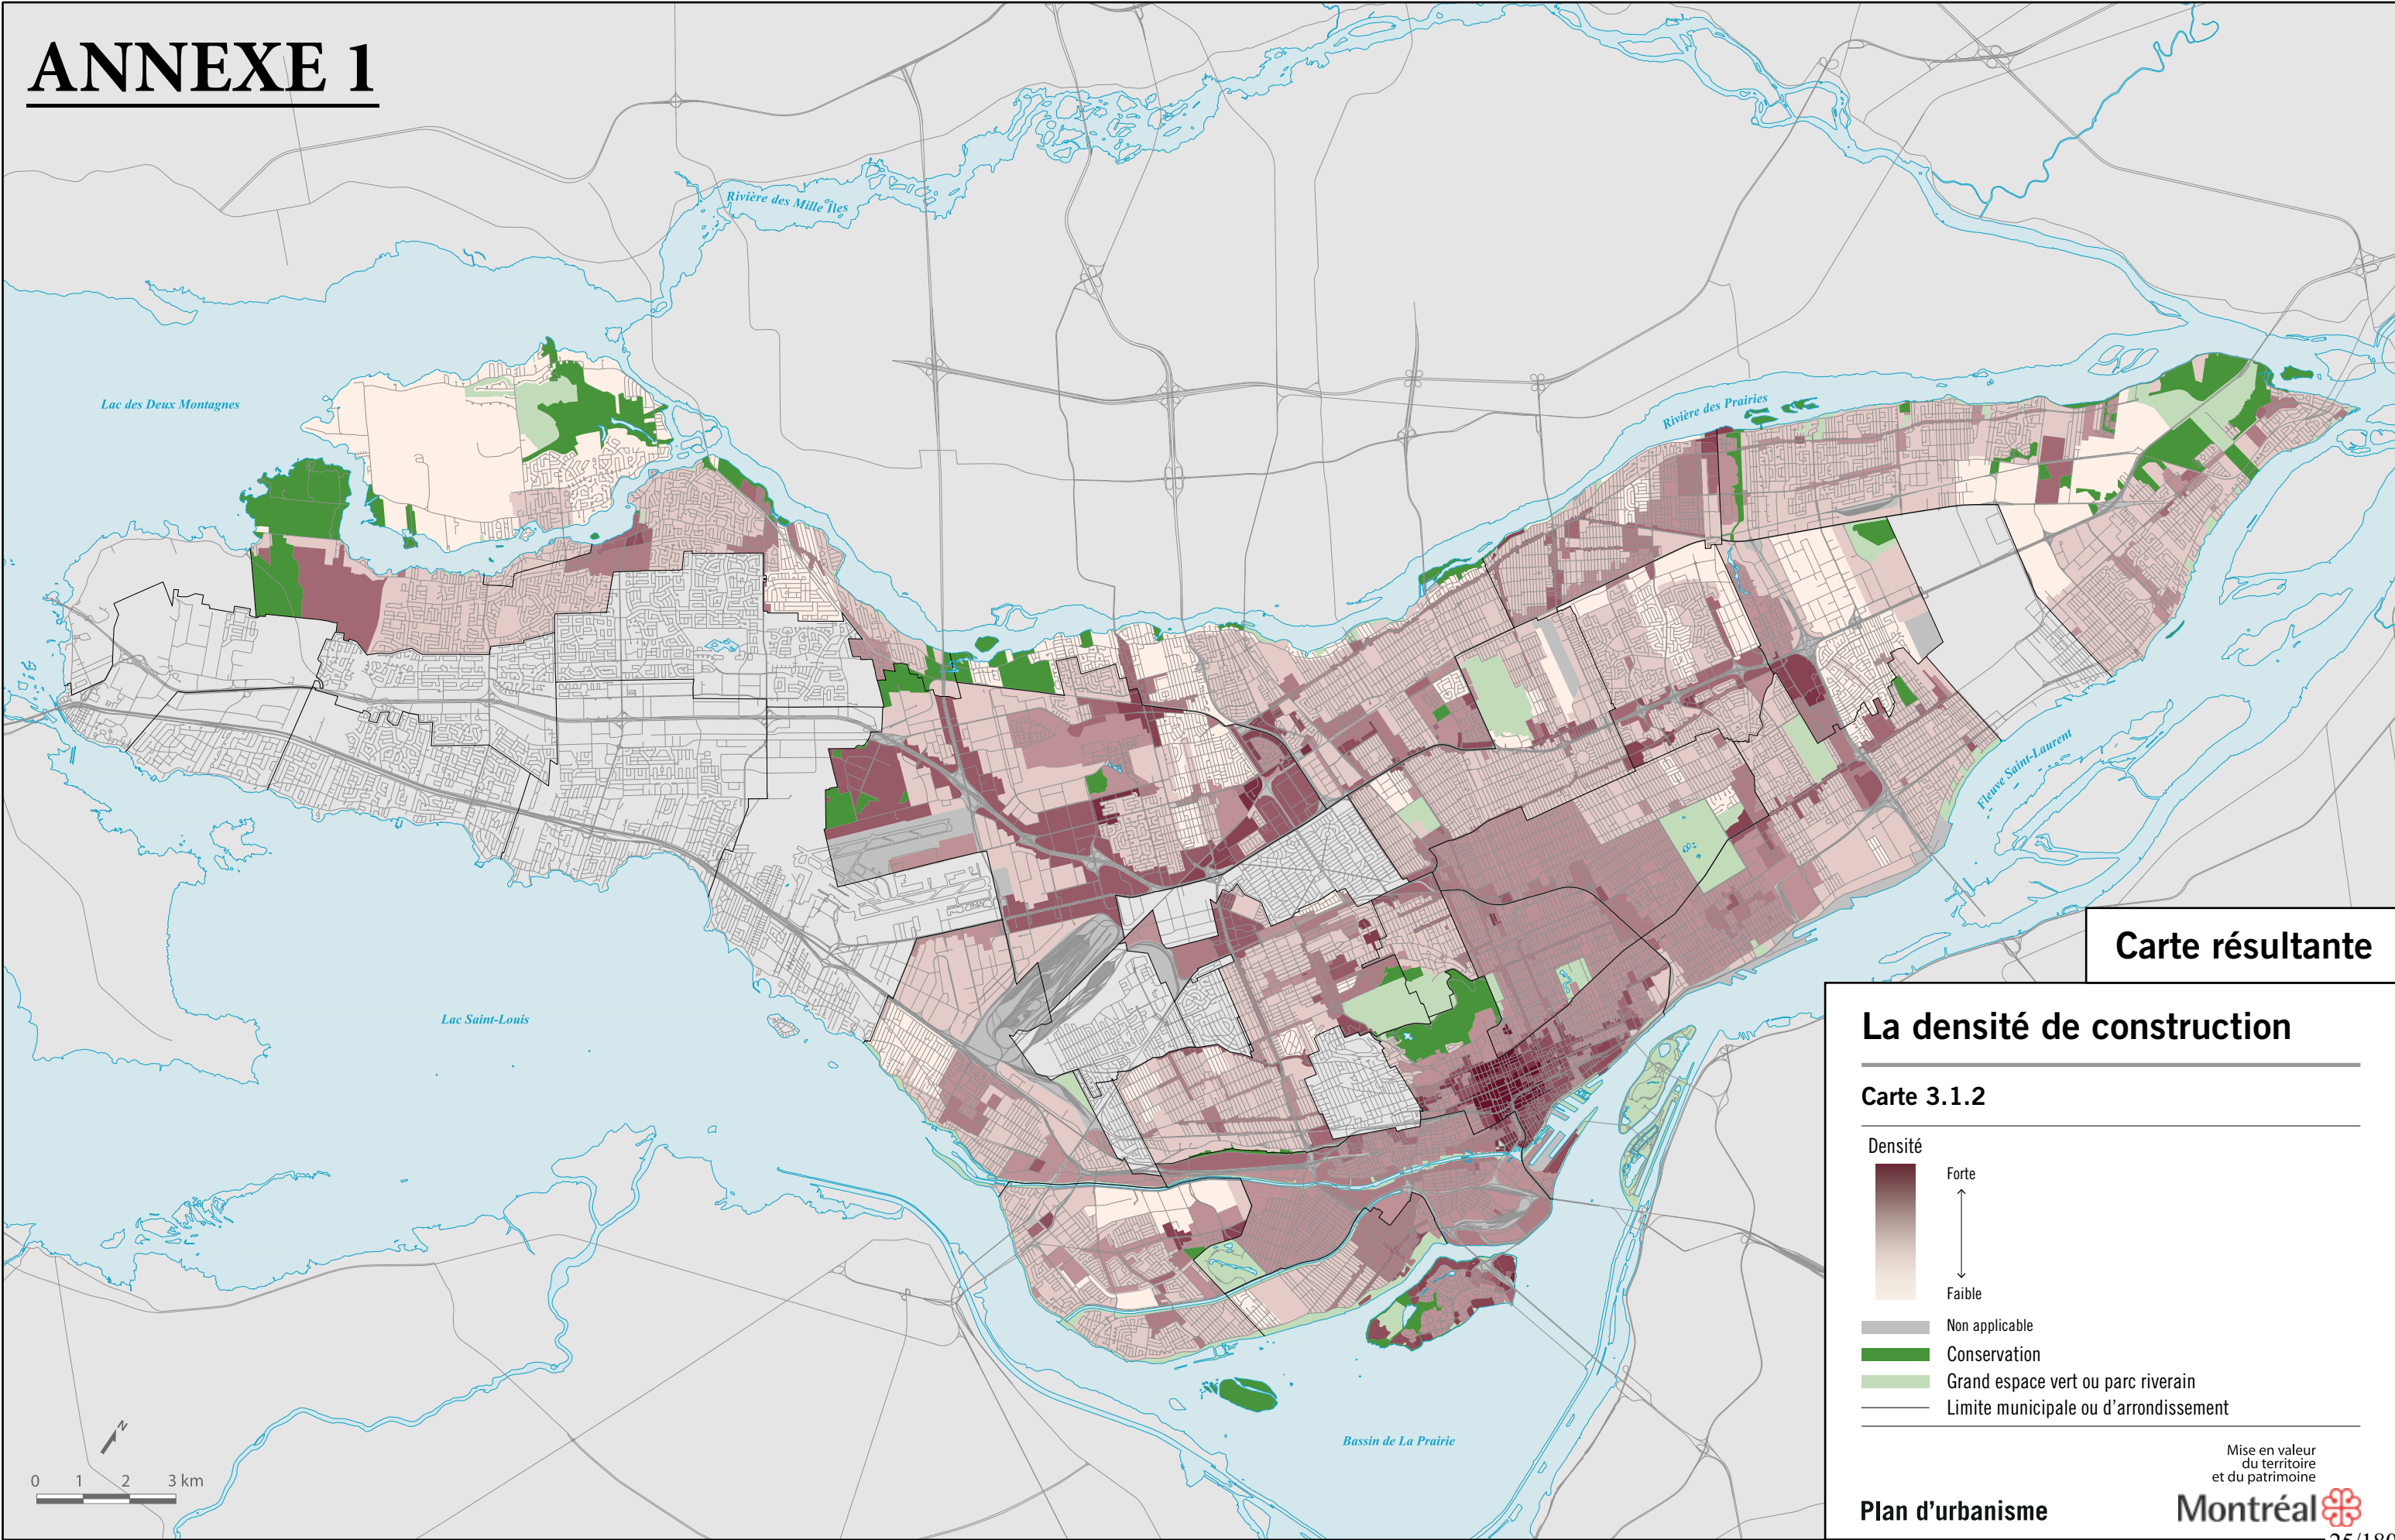 ANNEXE 1
Rivière des Mille Îles
Lac des Deux Montagnes
Rivière des Prairies
Fleuve Saint-Laurent
Lac Saint-Louis
Bassin de La Prairie
N
0 1 2 3 km
Carte résultante
La densité de construction
Carte 3.1.2
Densité
Forte
Faible
Non applicable
Conservation
Grand espace vert ou parc riverain
Limite municipale ou d'arrondissement
Mise en valeur
du territoire
et du patrimoine
Plan d'urbanisme
Montréal